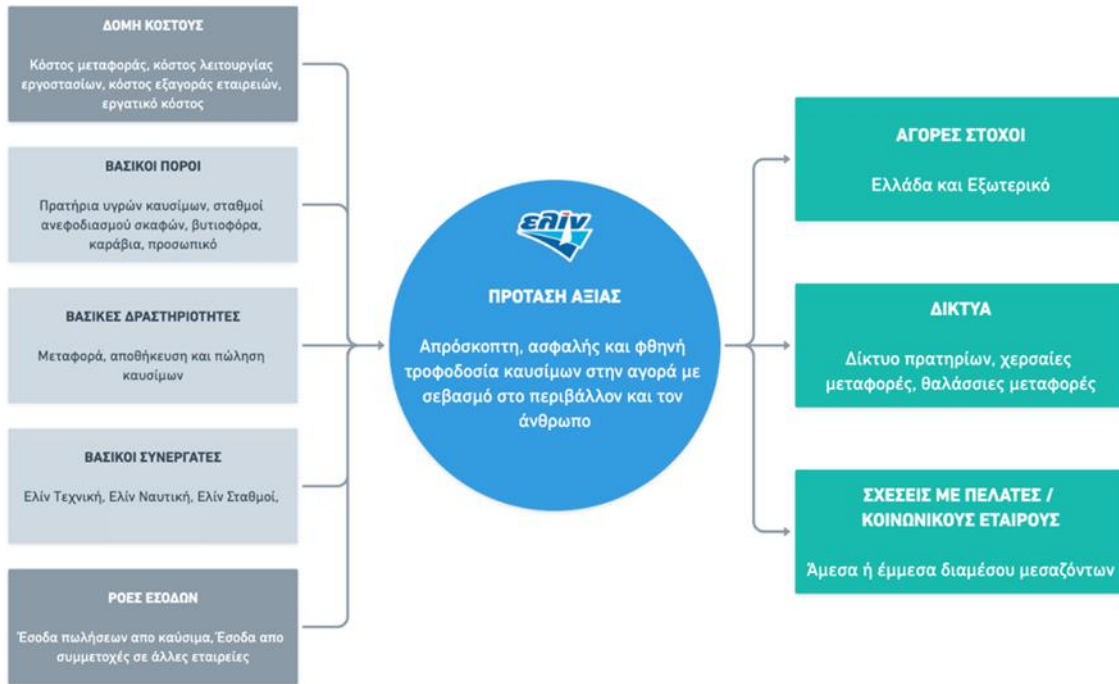 ΔΟΜΗ ΚΟΣΤΟΥΣ
Κόστος μεταφοράς, κόστος λειτουργίας
εργοστασίων, κόστος εξαγοράς εταιρειών,
εργατικό κόστος
ΒΑΣΙΚΟΙ ΠΟΡΟΙ
Πρατήρια υγρών καυσίμων, σταθμοί
ανεφοδιασμού σκαφών, βυτιοφόρα,
καράβια, προσωπικό
ΒΑΣΙΚΕΣ ΔΡΑΣΤΗΡΙΟΤΗΤΕΣ
Μεταφορά, αποθήκευση και πώληση
καυσίμων
ΒΑΣΙΚΟΙ ΣΥΝΕΡΓΑΤΕΣ
Ελίν Τεχνική, Ελίν Ναυτική, Ελίν Σταθμοί,
ΡΟΕΣ ΕΣΟΔΩΝ
Έσοδα πωλήσεων απο καύσιμα, Έσοδα απο
συμμετοχές σε άλλες εταιρείες
ελίν
ΠΡΟΤΑΣΗ ΑΞΙΑΣ
Απρόσκοπτη, ασφαλής και φθηνή
τροφοδοσία καυσίμων στην αγορά με
σεβασμό στο περιβάλλον και τον
άνθρωπο
ΑΓΟΡΕΣ ΣΤΟΧΟΙ
Ελλάδα και Εξωτερικό
ΔΙΚΤΥΑ
Δίκτυο πρατηρίων, χερσαίες
μεταφορές, θαλάσσιες μεταφορές
ΣΧΕΣΕΙΣ ΜΕ ΠΕΛΑΤΕΣ /
ΚΟΙΝΩΝΙΚΟΥΣ ΕΤΑΙΡΟΥΣ
Άμεσα ή έμμεσα διαμέσου μεσαζόντων